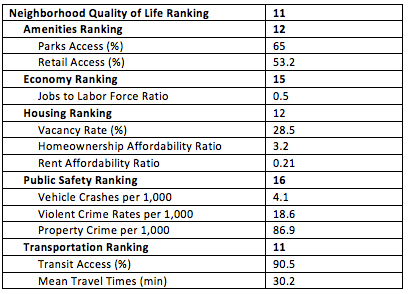 Neighborhood Quality of Life Ranking 11
Amenities Ranking 12
Parks Access (%) 65
Retail Access (%) 53.2
Economy Ranking 15
Jobs to Labor Force Ratio 0.5
Housing Ranking 12
Vacancy Rate (%) 28.5
Homeownership Affordability Ratio 3.2
Rent Affordability Ratio 0.21
Public Safety Ranking 16
Vehicle Crashes per 1,000 4.1
Violent Crime Rates per 1,000 18.6
Property Crime per 1,000 86.9
Transportation Ranking 11
Transit Access (%) 90.5
Mean Travel Times (min) 30.2